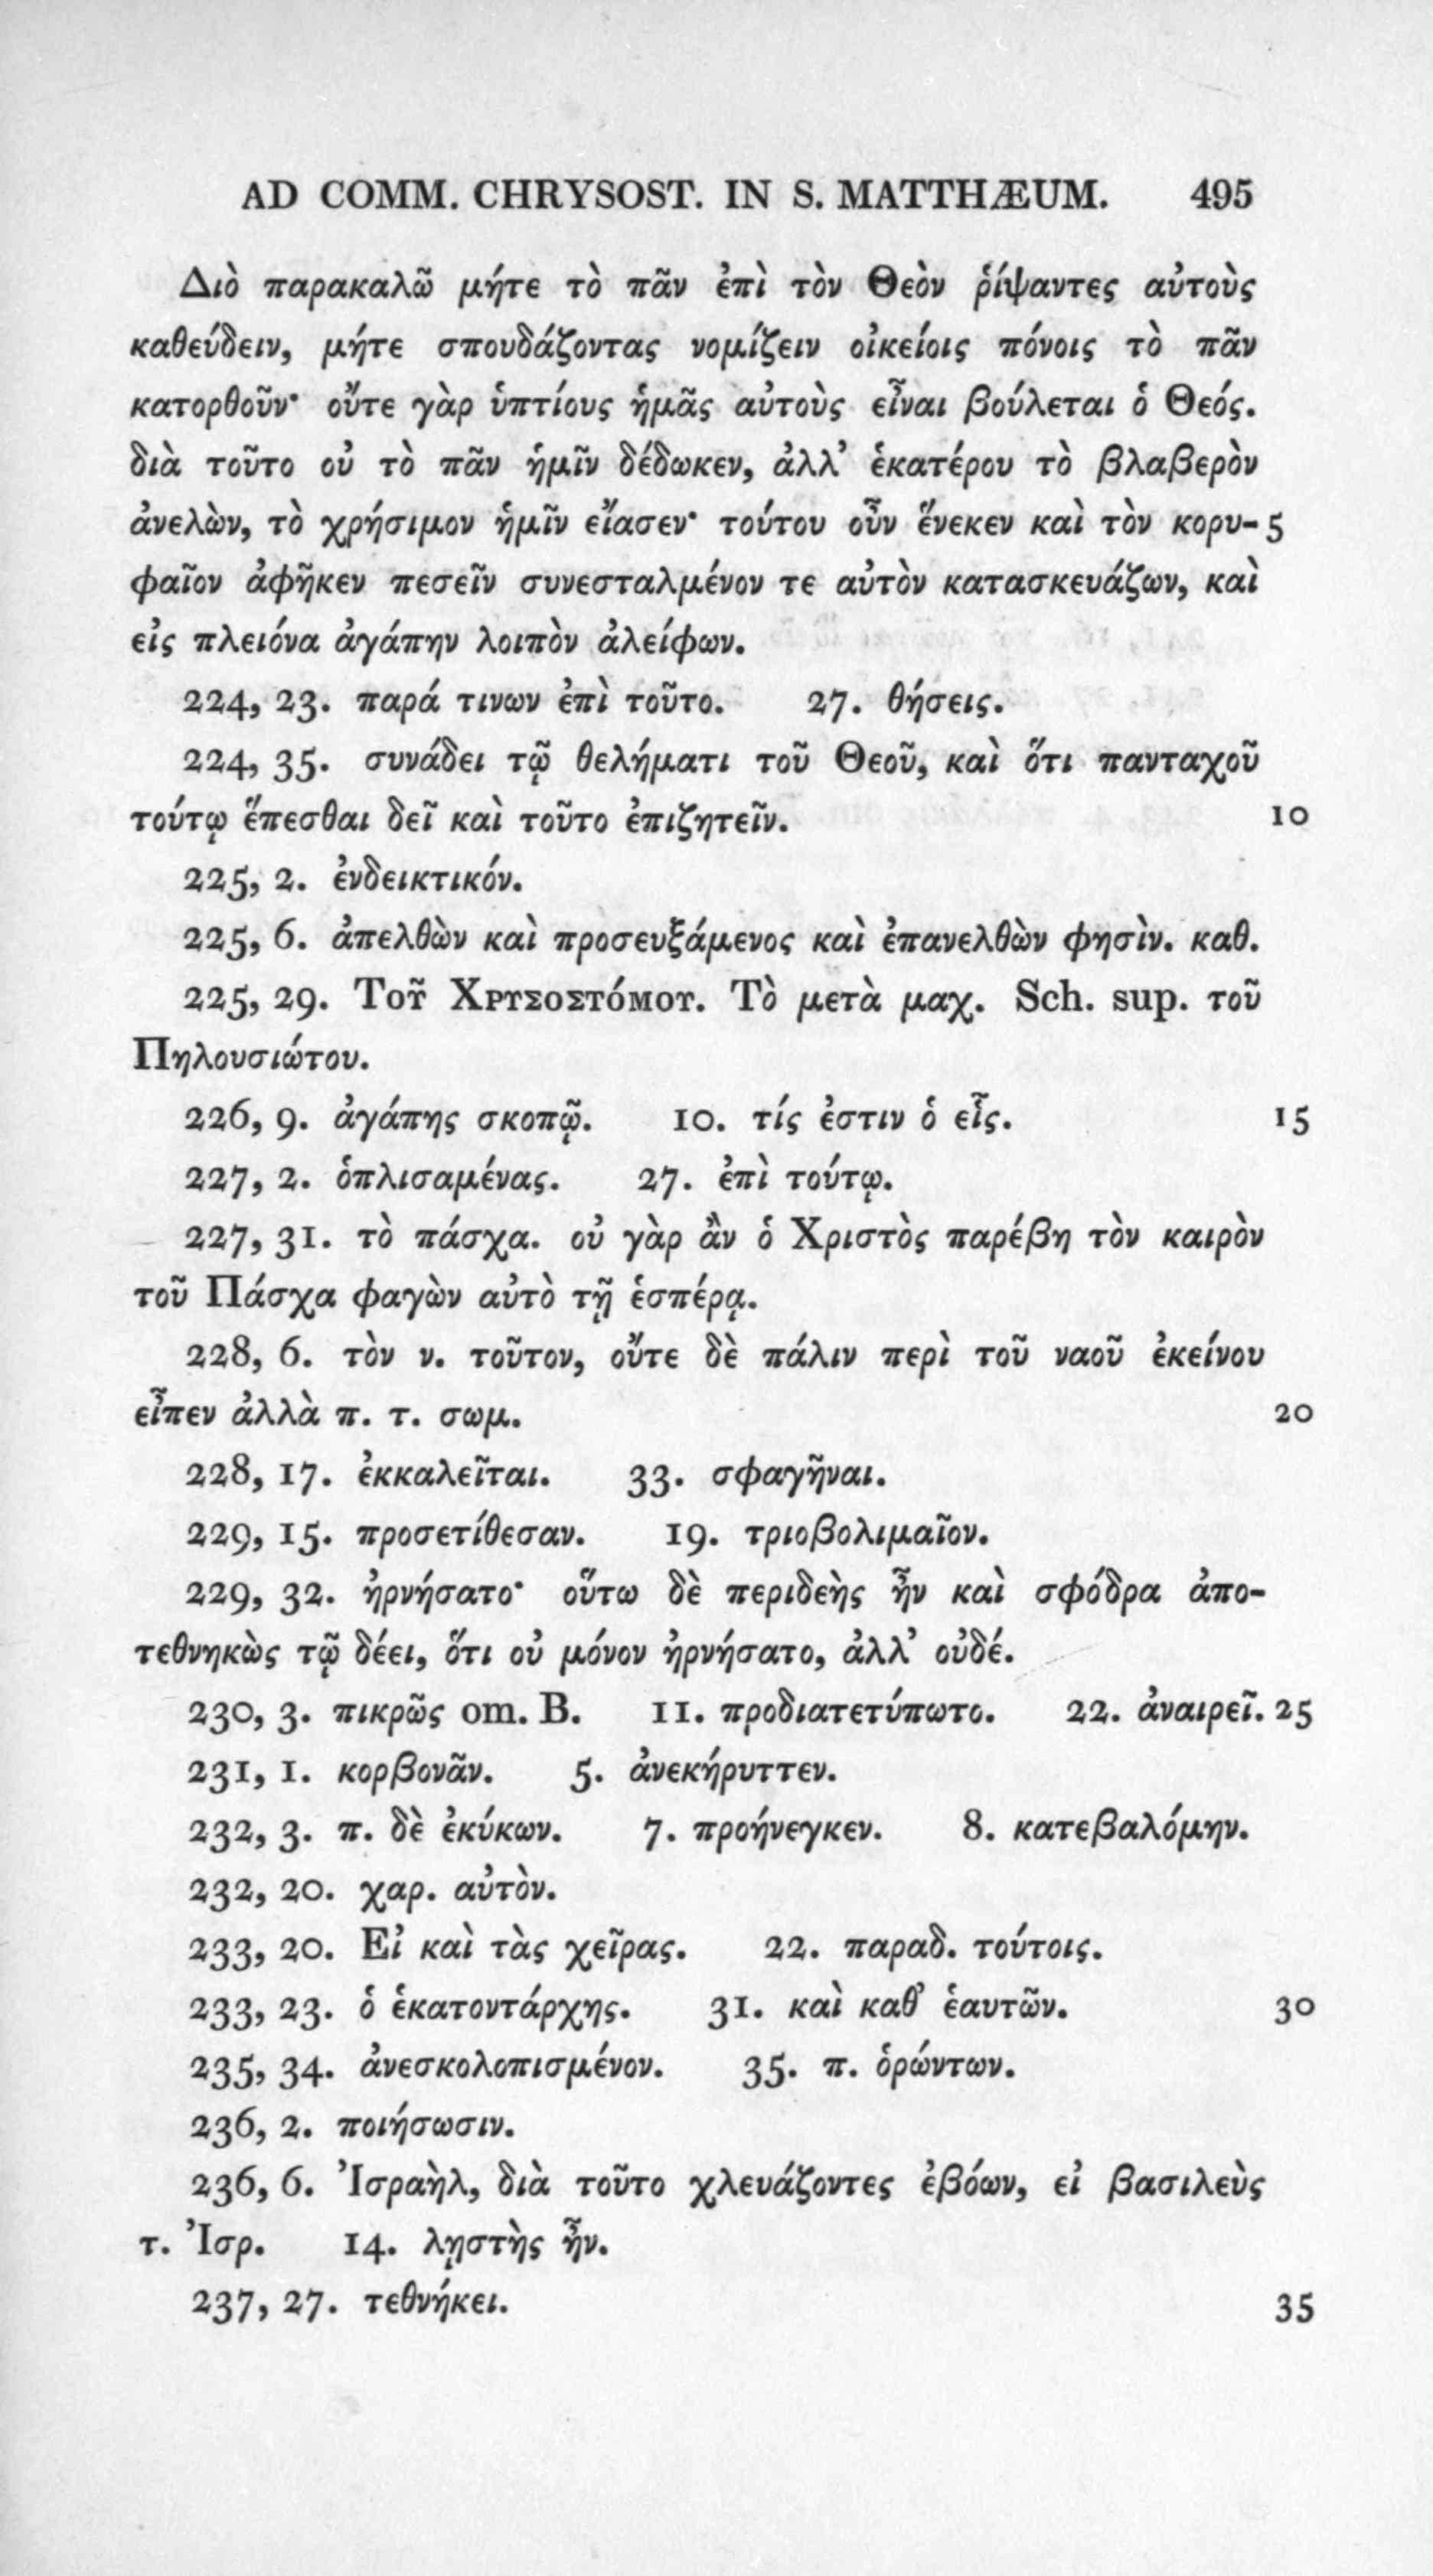 AD COMM. CHRYSOST. IN S. MATTHÆUM. 495
Διὸ παρακαλῶ μήτε τὸ πᾶν ἐπὶ τὸν Θεὸν ῥίψαντες αὐτοὺς
καθεύδειν, μήτε σπουδάζοντας νομίζειν οἰκείοις πόνοις τὸ πᾶν
κατορθοῦν· οὔτε γὰρ ὑπτίους ἡμᾶς αὐτοὺς εἶναι βούλεται ὁ Θεός.
διὰ τοῦτο οὐ τὸ πᾶν ἡμῖν δέδωκεν, ἀλλ’ ἑκατέρου τὸ βλαβερὸν
ἀνελὼν, τὸ χρήσιμον ἡμῖν εἴασεν· τούτου οὖν ἕνεκεν καὶ τὸν κορυ- 5
φαῖον ἀφῆκεν πεσεῖν συνεσταλμένον τε αὐτὸν κατασκευάζων, καὶ
εἰς πλειόνα ἀγάπην λοιπὸν ἀλείφων.
224, 23. παρά τινων ἐπὶ τοῦτο. 27. θήσεις.
224, 35. συνάδει τῷ θελήματι τοῦ Θεοῦ, καὶ ὅτι πανταχοῦ
τούτῳ ἕπεσθαι δεῖ καὶ τοῦτο ἐπιζητεῖν. 10
225, 2. ἐνδεικτικόν.
225, 6. ἀπελθὼν καὶ προσευξάμενος καὶ ἐπανελθὼν φησὶν. καθ.
225, 29. Τοῦ Χρυσοστόμου. Τὸ μετὰ μαχ. Sch. sup. τοῦ
Πηλουσιώτου.
226, 9. ἀγάπης σκοπῷ. 10. τίς ἐστιν ὁ εἷς. 15
227, 2. ὁπλισαμένας. 27. ἐπὶ τούτῳ.
227, 31. τὸ πάσχα. οὐ γὰρ ἂν ὁ Χριστὸς παρέβη τὸν καιρὸν
τοῦ Πάσχα φαγὼν αὐτὸ τῇ ἑσπέρᾳ.
228, 6. τὸν ν. τοῦτον, οὔτε δὲ πάλιν περὶ τοῦ ναοῦ ἐκείνου
εἶπεν ἀλλὰ π. τ. σωμ. 20
228, 17. ἐκκαλεῖται. 33. σφαγῆναι.
229, 15. προσετίθεσαν. 19. τριοβολιμαῖον.
229, 32. ἠρνήσατο· οὕτω δὲ περιδεὴς ἦν καὶ σφόδρα ἀπο-
τεθνηκὼς τῷ δέει, ὅτι οὐ μόνον ἠρνήσατο, ἀλλ’ οὐδέ.
230, 3. πικρῶς om. B. 11. προδιατετύπωτο. 22. ἀναιρεῖ. 25
231, 1. κορβονᾶν. 5. ἀνεκήρυττεν.
232, 3. π. δὲ ἐκύκων. 7. προήνεγκεν. 8. κατεβαλόμην.
232, 20. χαρ. αὐτὸν.
233, 20. Εἰ καὶ τὰς χεῖρας. 22. παραδ. τούτοις.
233, 23. ὁ ἑκατοντάρχης. 31. καὶ καθ’ ἑαυτῶν. 30
235, 34. ἀνεσκολοπισμένον. 35. π. ὁρώντων.
236, 2. ποιήσωσιν.
236, 6. Ἰσραὴλ, διὰ τοῦτο χλευάζοντες ἐβόων, εἰ βασιλεὺς
τ. Ἰσρ. 14. λῃστὴς ἦν.
237, 27. τεθνήκει. 35